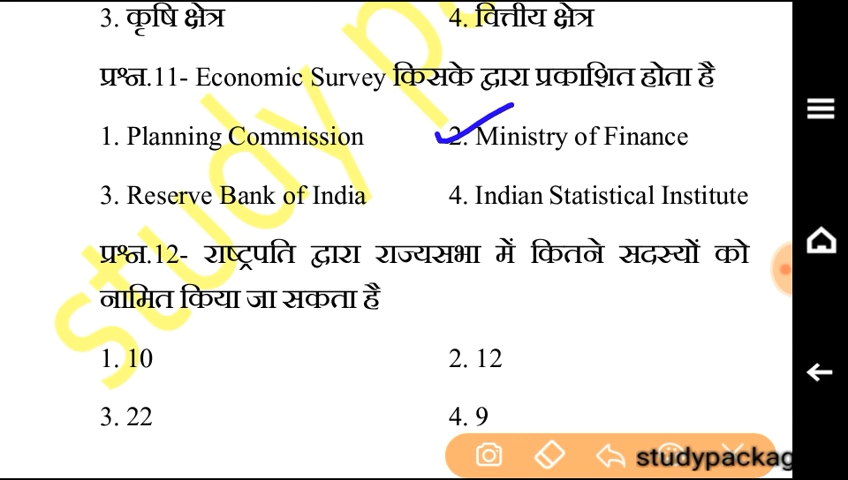 3. कृषि क्षेत्र 4. वित्तीय क्षेत्र
प्रश्न.11- Economic Survey किसके द्वारा प्रकाशित होता है
1. Planning Commission 2. Ministry of Finance
3. Reserve Bank of India 4. Indian Statistical Institute
प्रश्न.12- राष्ट्रपति द्वारा राज्यसभा में कितने सदस्यों को
नामित किया जा सकता है
1. 10 2. 12
3. 22 4. 9
studypackag
study p